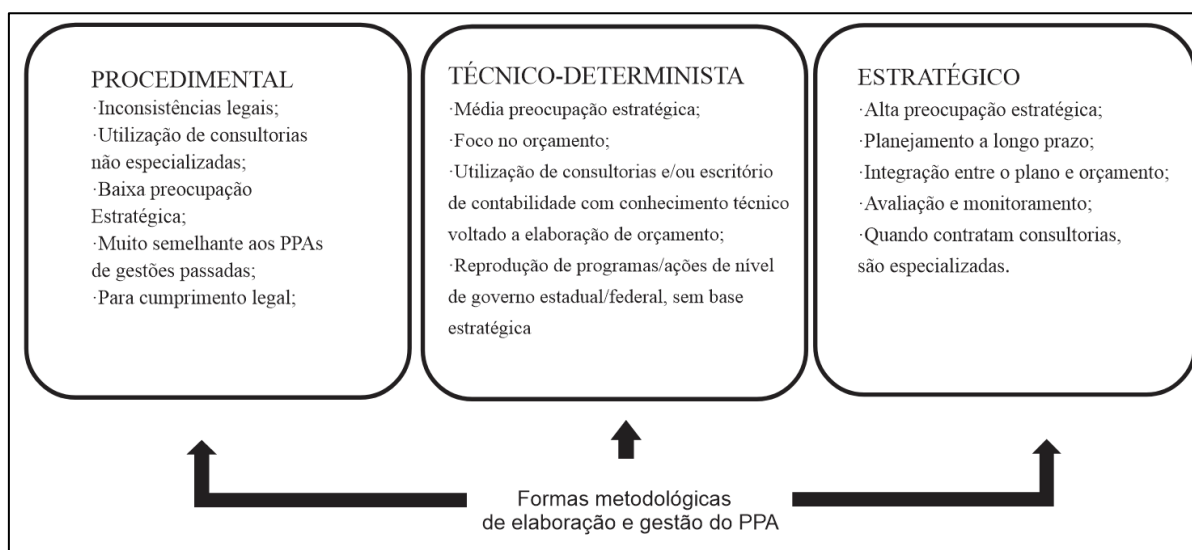 PROCEDIMENTAL
·Inconsistências legais;
·Utilização de consultorias
não especializadas;
·Baixa preocupação
Estratégica;
·Muito semelhante aos PPAs
de gestões passadas;
·Para cumprimento legal;
TÉCNICO-DETERMINISTA
·Média preocupação estratégica;
·Foco no orçamento;
·Utilização de consultorias e/ou escritório
de contabilidade com conhecimento técnico
voltado a elaboração de orçamento;
·Reprodução de programas/ações de nível
de governo estadual/federal, sem base
estratégica
ESTRATÉGICO
·Alta preocupação estratégica;
·Planejamento a longo prazo;
·Integração entre o plano e orçamento;
·Avaliação e monitoramento;
·Quando contratam consultorias,
são especializadas.
Formas metodológicas
de elaboração e gestão do PPA